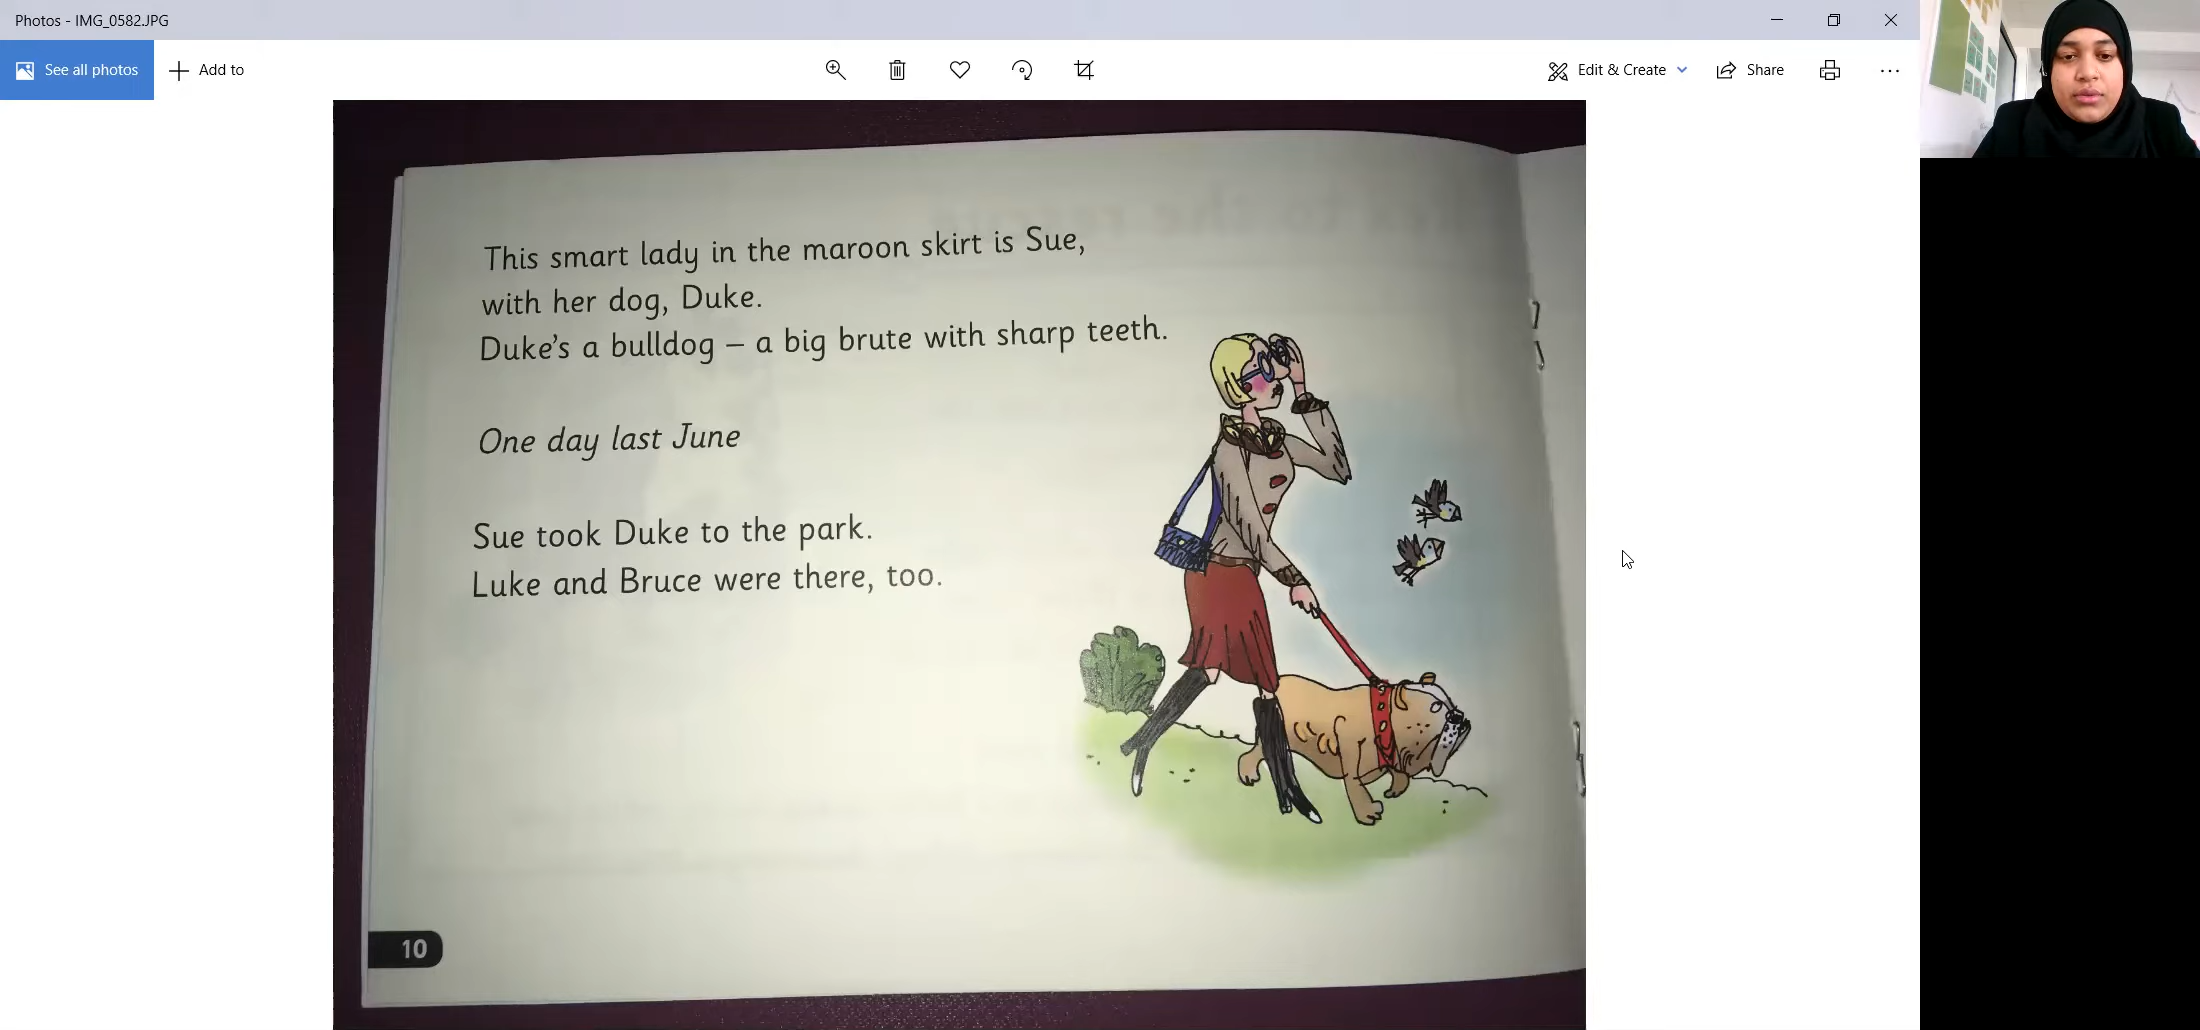 Photos - IMG_0582.JPG
See all photos
Add to
Edit & Create
Share
This smart lady in the maroon skirt is Sue,
with her dog, Duke.
Duke's a bulldog – a big brute with sharp teeth.
One day last June
Sue took Duke to the park.
Luke and Bruce were there, too.
10